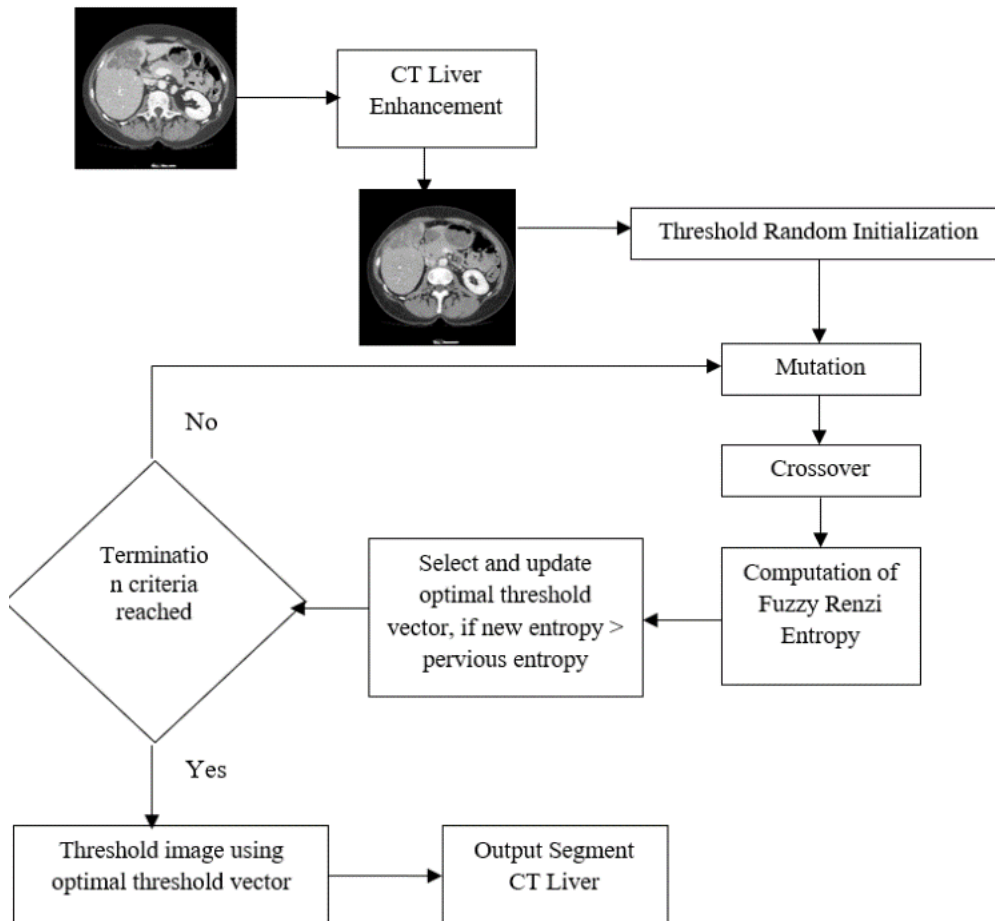 CT Liver
Enhancement
Threshold Random Initialization
Mutation
No
Crossover
Terminatio
n criteria
reached
Select and update
optimal threshold
vector, if new entropy >
pervious entropy
Computation of
Fuzzy Renzi
Entropy
Yes
Threshold image using
optimal threshold vector
Output Segment
CT Liver